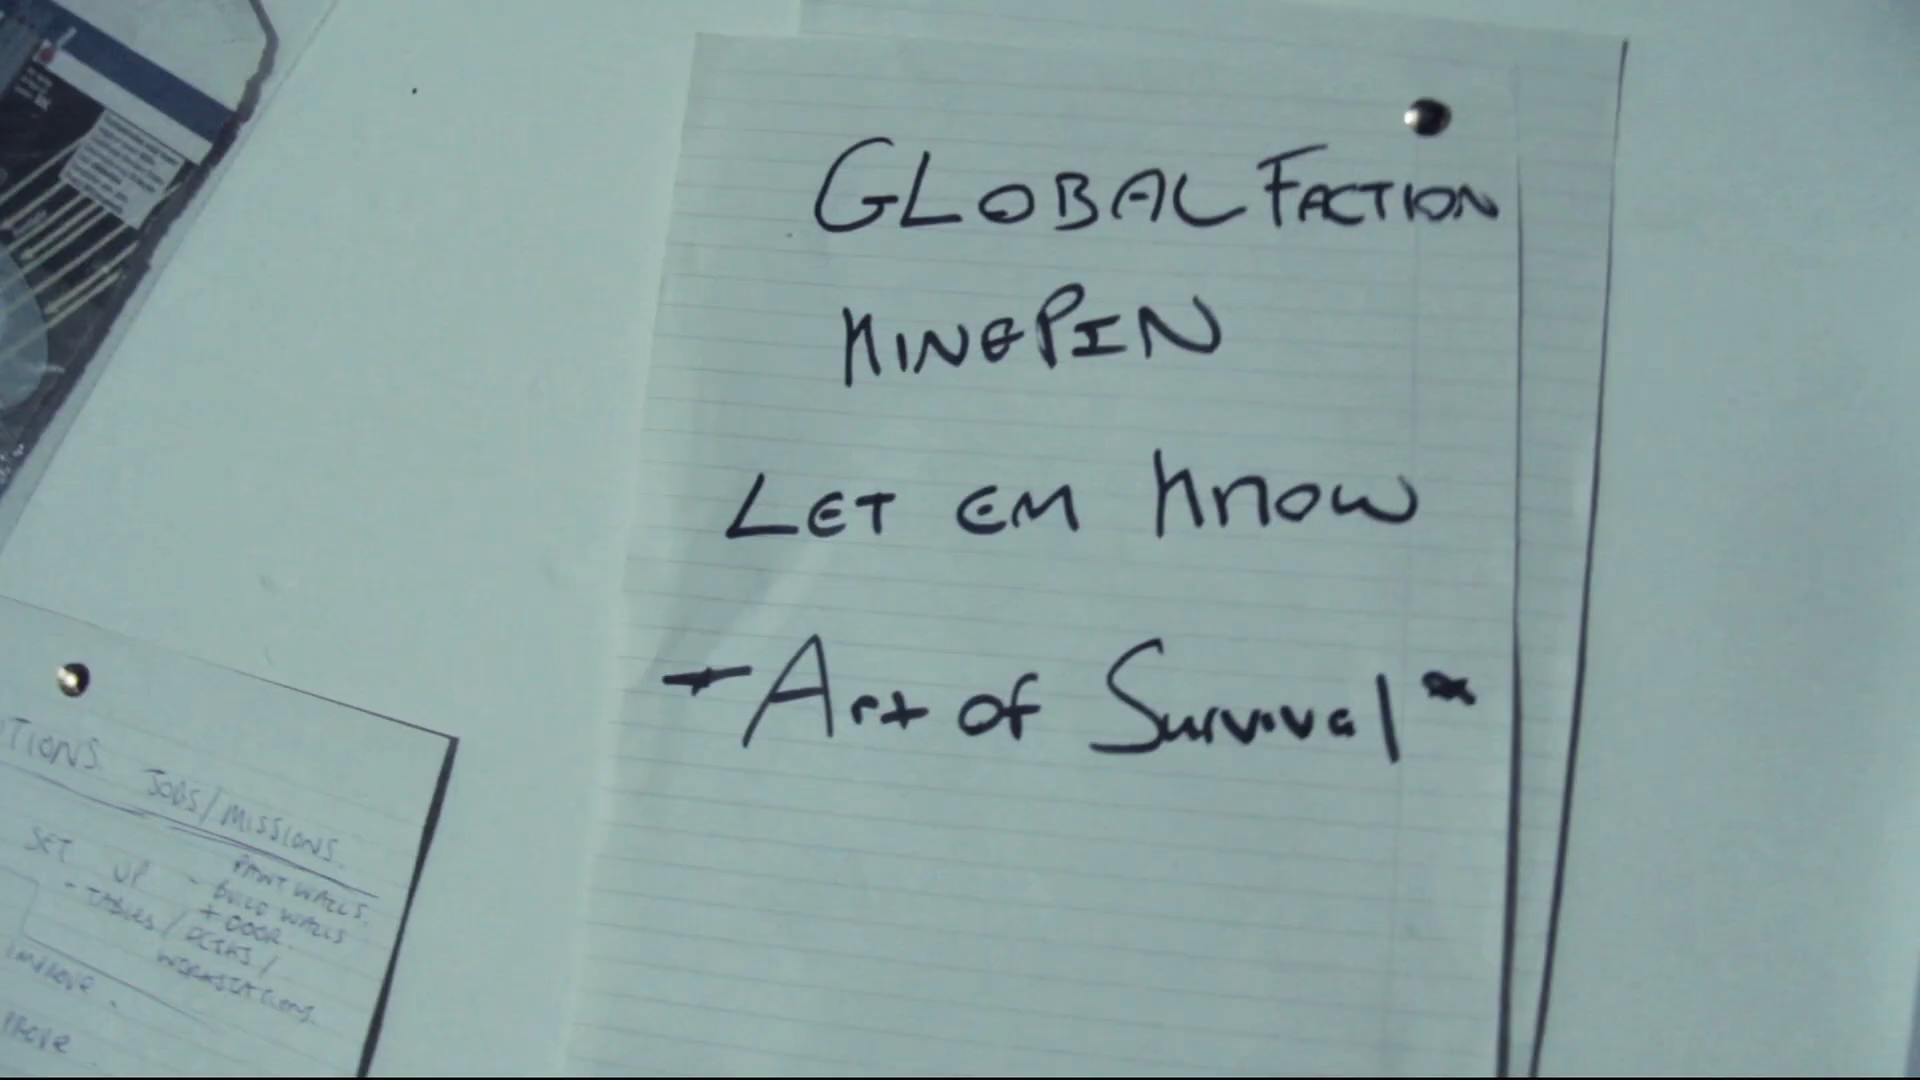 GLOBAL FACTION
KINGPIN
LET EM KNOW
- Art of Survival -
TIONS JOBS/MISSIONS.
SET UP - PAINT WALLS.
- BUILD WALLS
+ DOOR.
- TABLES / DESKS /
WORKSTATIONS.
IMPROVE -